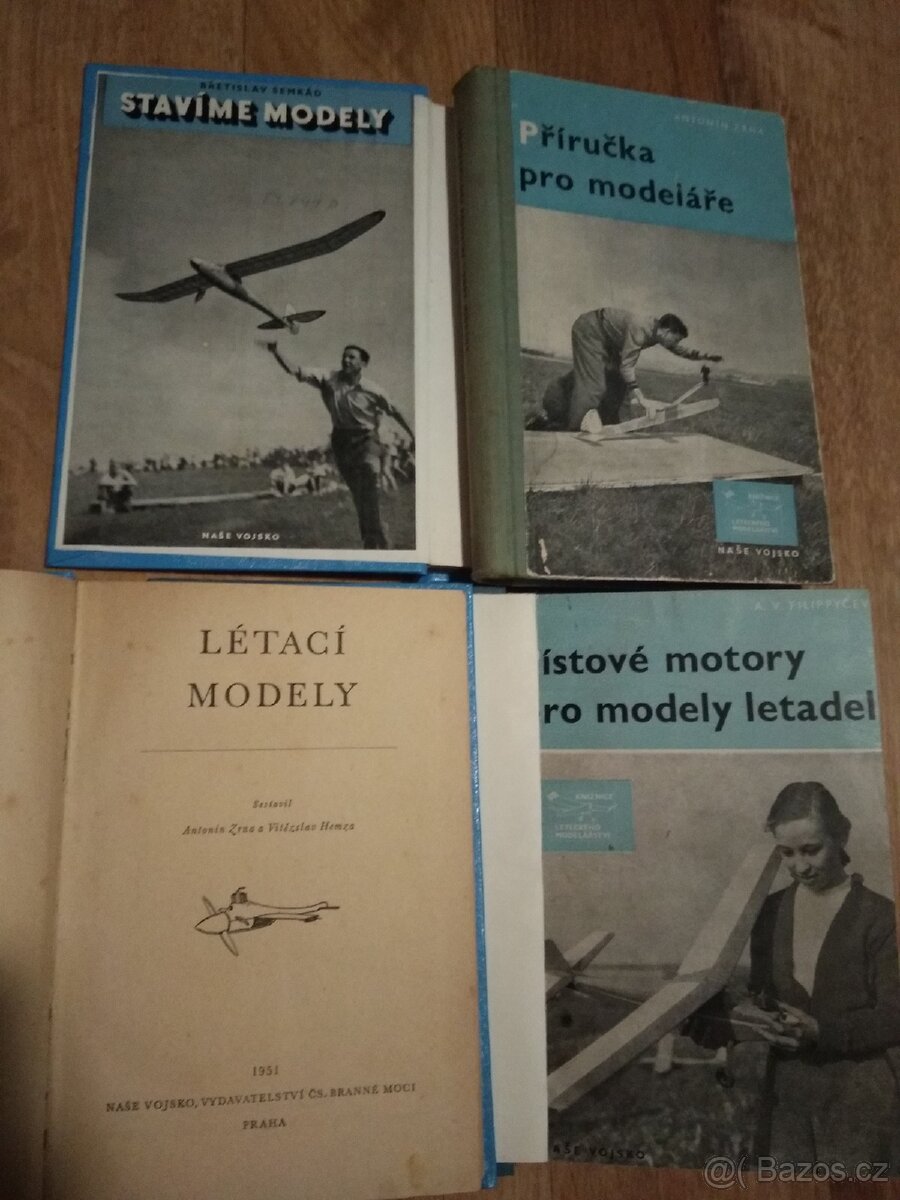 BŘETISLAV SEMRÁD
STAVÍME MODELY
NAŠE VOJSKO
ANTONÍN ZRNA
Příručka
pro modeláře
KNIŽNICE
LETECKÉHO
MODELÁŘSTVÍ
NAŠE VOJSKO
LÉTACÍ
MODELY
Sestavil
Antonín Zrna a Vítězslav Hemza
1951
NAŠE VOJSKO, VYDAVATELSTVÍ ČS. BRANNÉ MOCI
PRAHA
A. V. FILIPPYČEV
ístové motory
ro modely letadel
KNIŽNICE
LETECKÉHO
MODELÁŘSTVÍ
AŠE VOJSKO
@( Bazos.cz